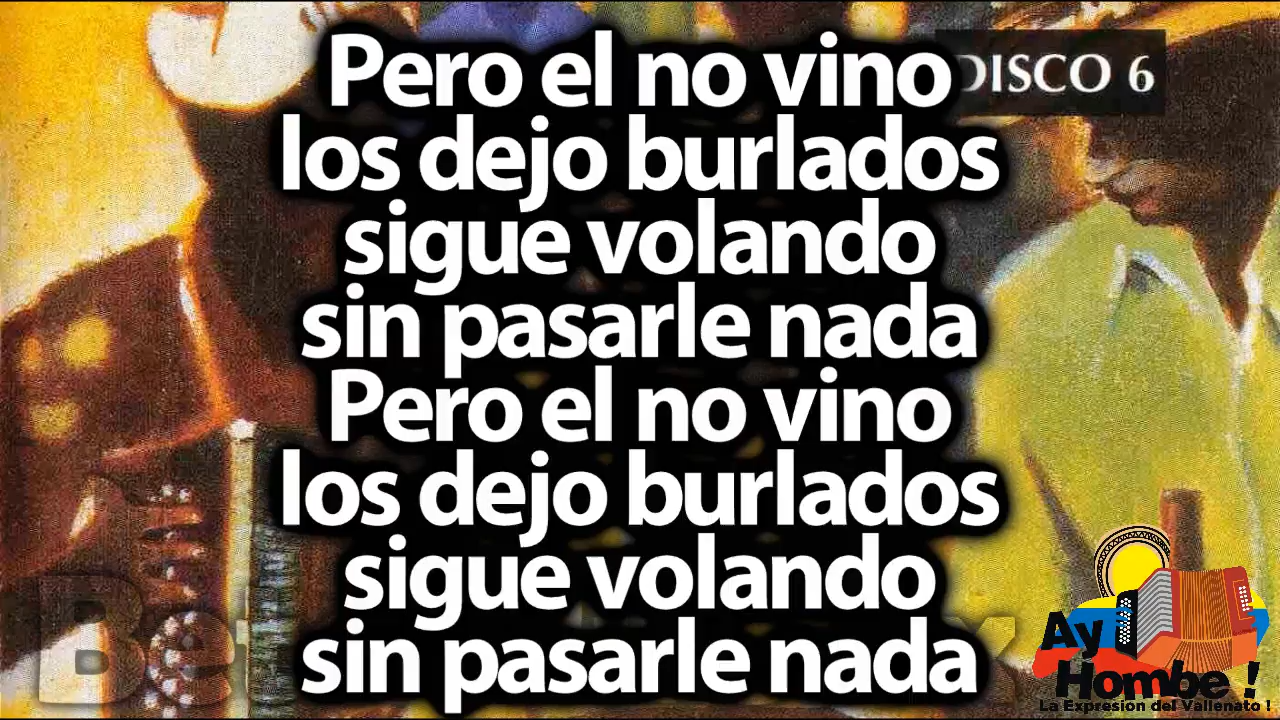 Pero el no vino
DISCO 6
los dejo burlados
sigue volando
sin pasarle nada
Pero el no vino
los dejo burlados
sigue volando
sin pasarle nada
Ay
Hombe !
La Expresion del Vallenato !